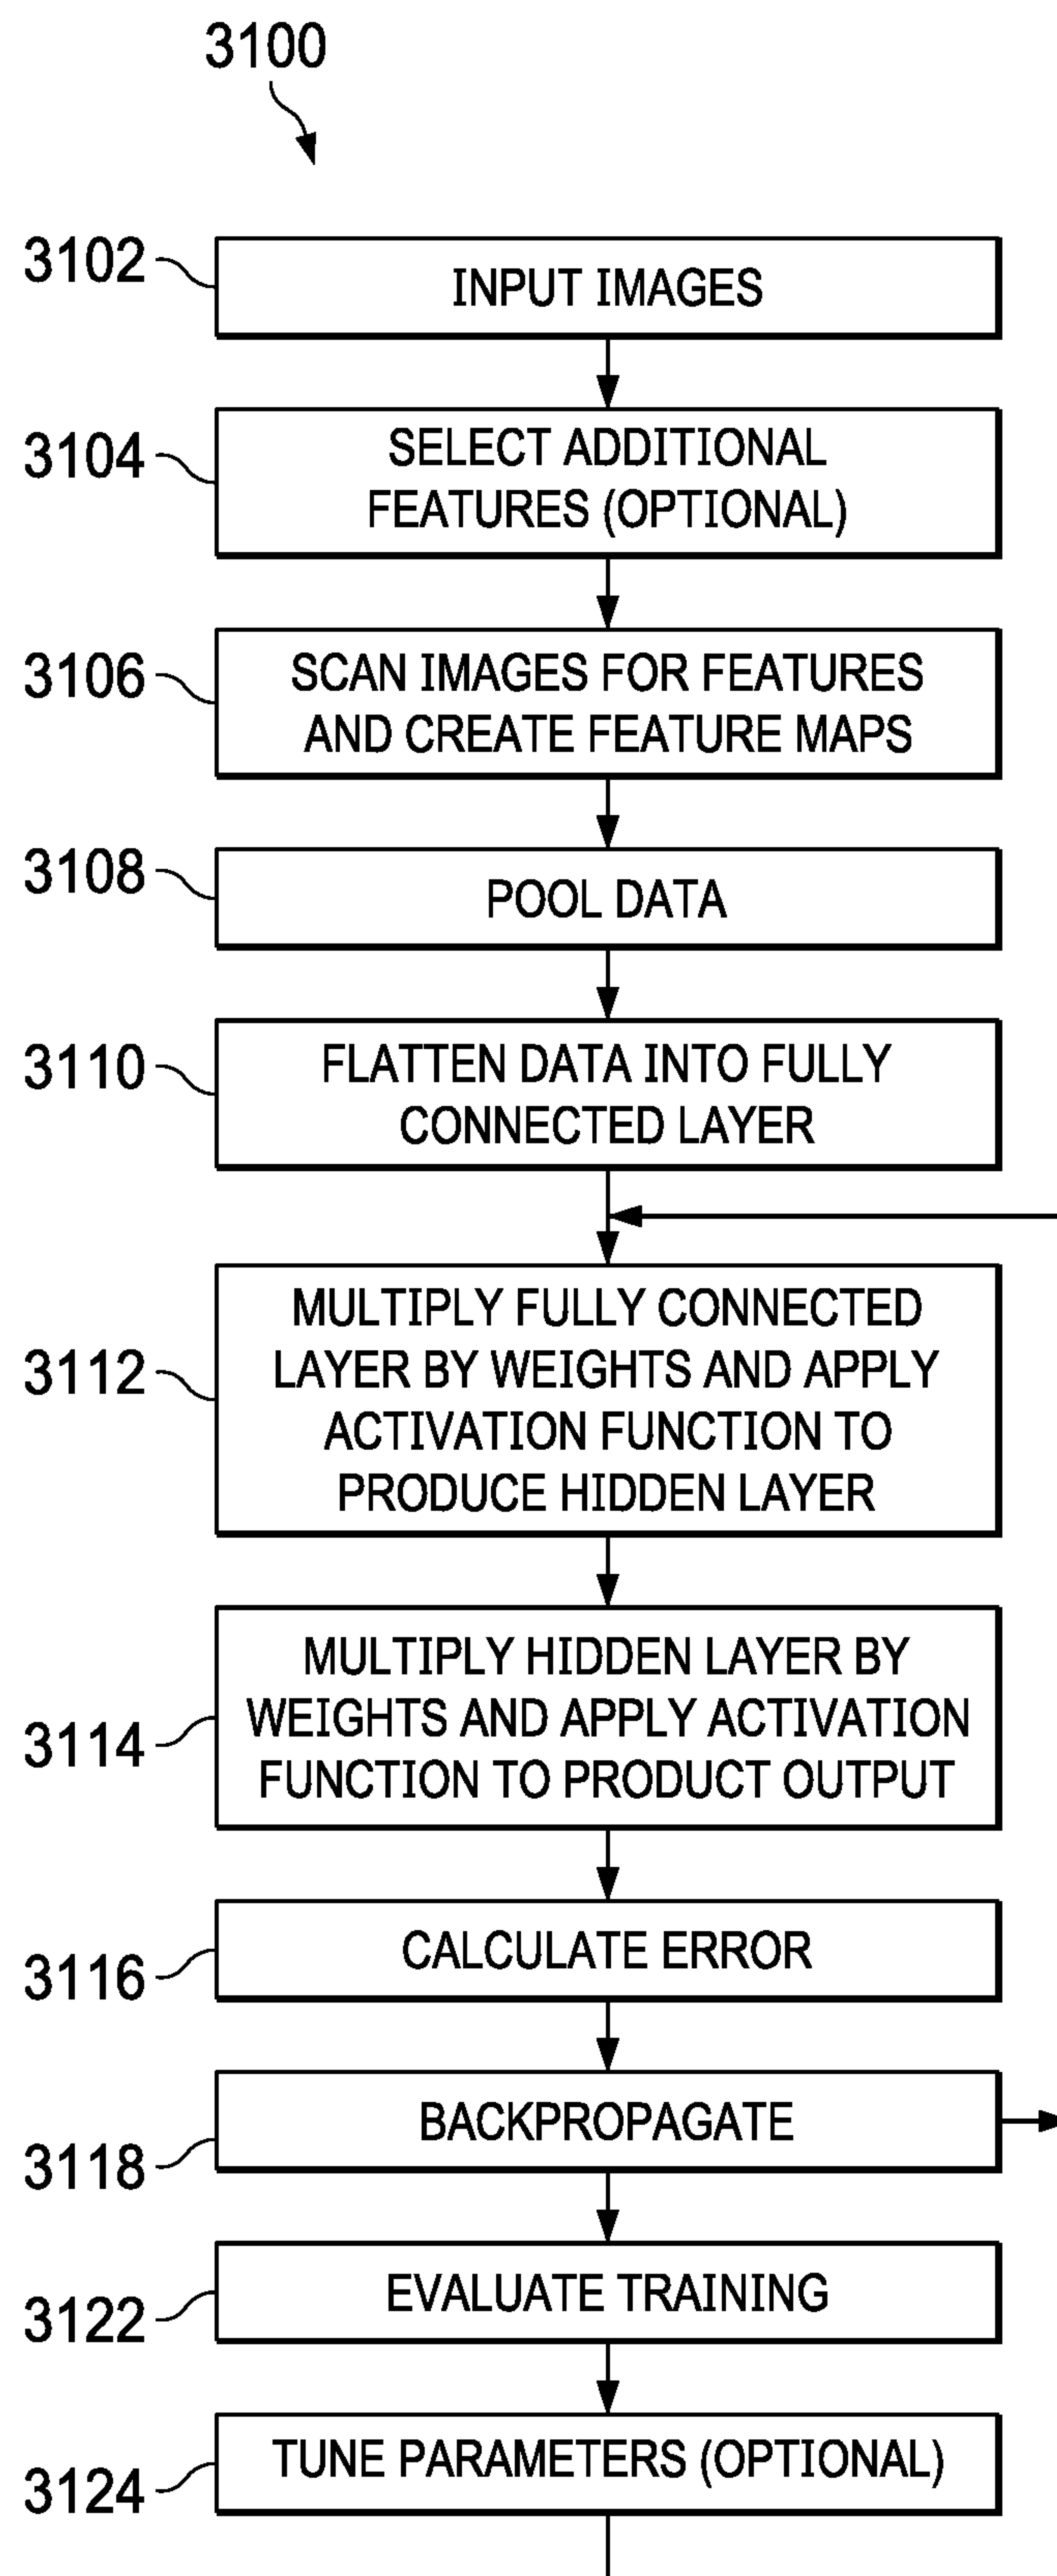 3100
3102
INPUT IMAGES
3104
SELECT ADDITIONAL
FEATURES (OPTIONAL)
3106
SCAN IMAGES FOR FEATURES
AND CREATE FEATURE MAPS
3108
POOL DATA
3110
FLATTEN DATA INTO FULLY
CONNECTED LAYER
3112
MULTIPLY FULLY CONNECTED
LAYER BY WEIGHTS AND APPLY
ACTIVATION FUNCTION TO
PRODUCE HIDDEN LAYER
3114
MULTIPLY HIDDEN LAYER BY
WEIGHTS AND APPLY ACTIVATION
FUNCTION TO PRODUCT OUTPUT
3116
CALCULATE ERROR
3118
BACKPROPAGATE
3122
EVALUATE TRAINING
3124
TUNE PARAMETERS (OPTIONAL)